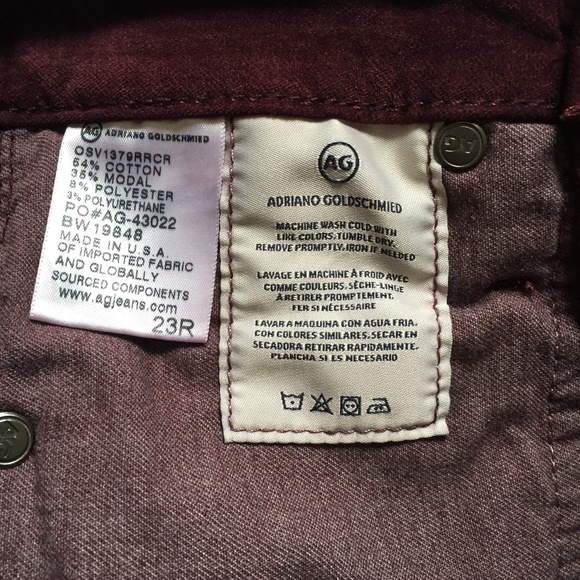 AG ADRIANO GOLDSCHMIED
OSV1379RRCR
54% COTTON
35% MODAL
8% POLYESTER
3% POLYURETHANE
PO#AG-43022
BW19848
MADE IN U.S.A.
OF IMPORTED FABRIC
AND GLOBALLY
SOURCED COMPONENTS
www.agjeans.com
23R
AG
ADRIANO GOLDSCHMIED
MACHINE WASH COLD WITH
LIKE COLORS. TUMBLE DRY.
REMOVE PROMPTLY. IRON IF NEEDED
LAVAGE EN MACHINE À FROID AVEC
COMME COULEURS. SÈCHE-LINGE
À RETIRER PROMPTEMENT.
FER SI NÉCESSAIRE
LAVAR A MAQUINA CON AGUA FRIA.
CON COLORES SIMILARES. SECAR EN
SECADORA RETIRAR RAPIDAMENTE.
PLANCHA SI ES NECESARIO
AG